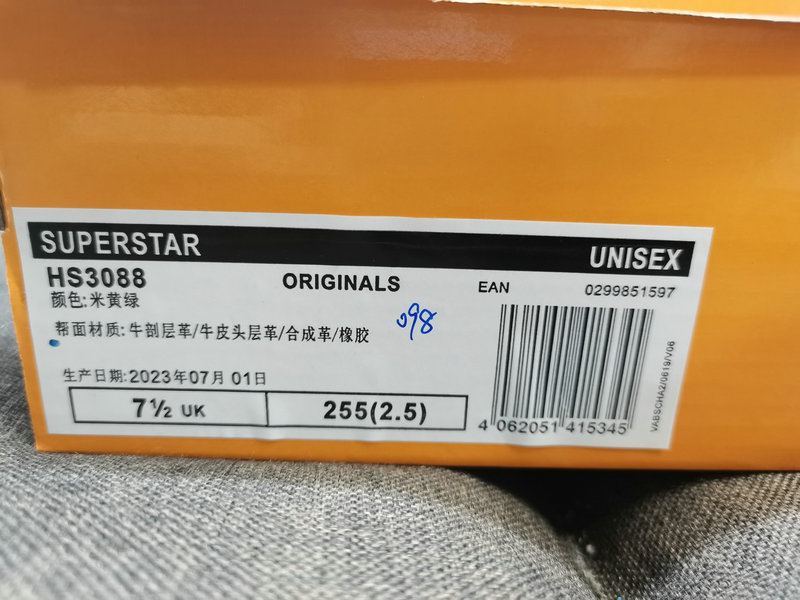 SUPERSTAR
UNISEX
HS3088
ORIGINALS
EAN
0299851597
颜色:米黄绿
帮面材质:牛剖层革/牛皮头层革/合成革/橡胶
098
生产日期:2023年07月 01日
7½ UK
255(2.5)
4 062051 415345
VABSCHA2/0619/V06